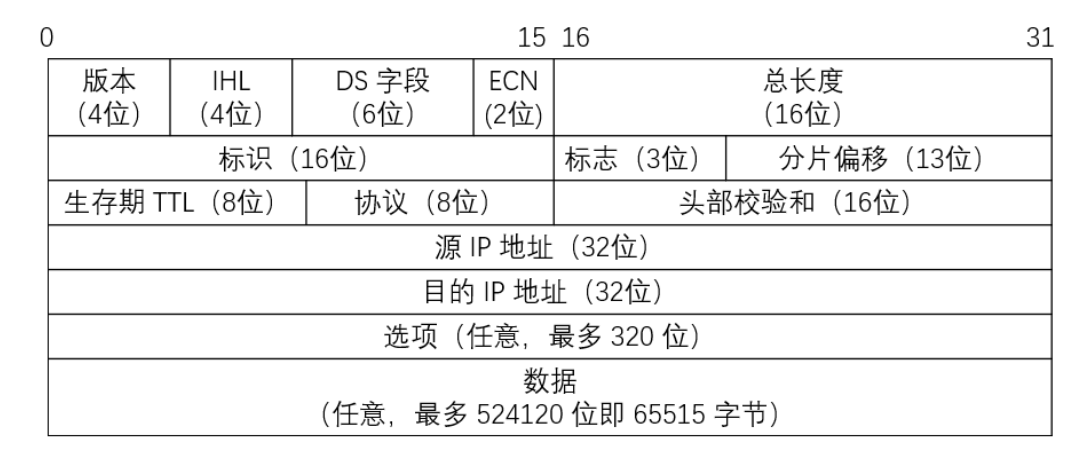 0 15 16 31
版本 IHL DS 字段 ECN 总长度
（4位） （4位） （6位） (2位) （16位）
标识（16位） 标志（3位） 分片偏移（13位）
生存期 TTL（8位） 协议（8位） 头部校验和（16位）
源 IP 地址（32位）
目的 IP 地址（32位）
选项（任意，最多 320 位）
数据
（任意，最多 524120 位即 65515 字节）